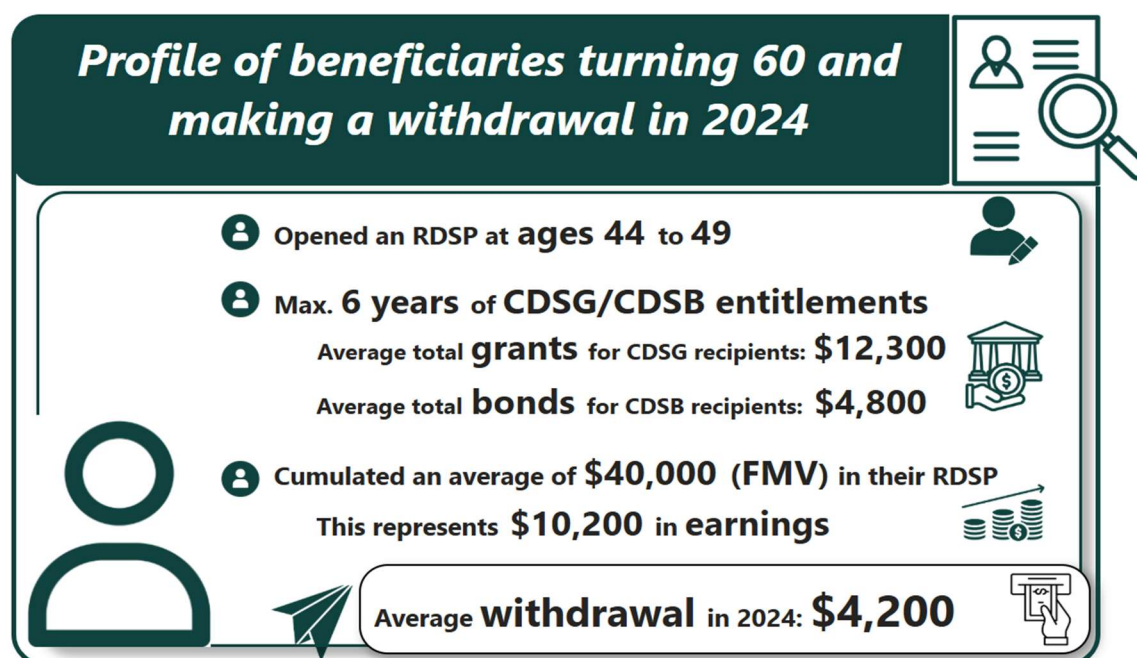 Profile of beneficiaries turning 60 and
making a withdrawal in 2024
Opened an RDSP at ages 44 to 49
Max. 6 years of CDSG/CDSB entitlements
Average total grants for CDSG recipients: $12,300
Average total bonds for CDSB recipients: $4,800
Cumulated an average of $40,000 (FMV) in their RDSP
This represents $10,200 in earnings
Average withdrawal in 2024: $4,200